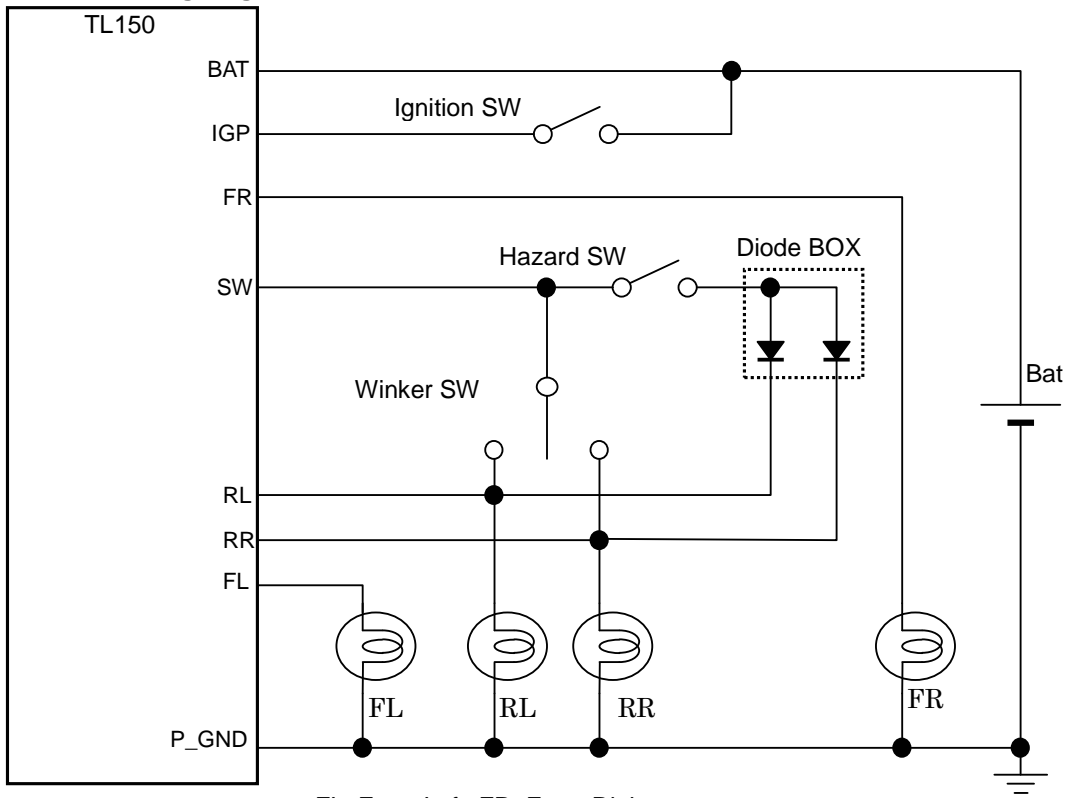 TL150
BAT
Ignition SW
IGP
FR
Hazard SW
Diode BOX
SW
Winker SW
Bat
RL
RR
FL
FL
RL
RR
FR
P_GND